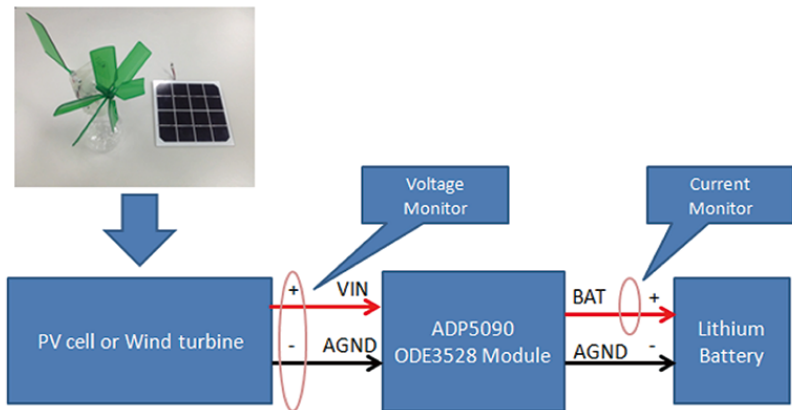 Voltage
Monitor
Current
Monitor
+
VIN
BAT
+
PV cell or Wind turbine
ADP5090
ODE3528 Module
Lithium
Battery
-
AGND
AGND
-